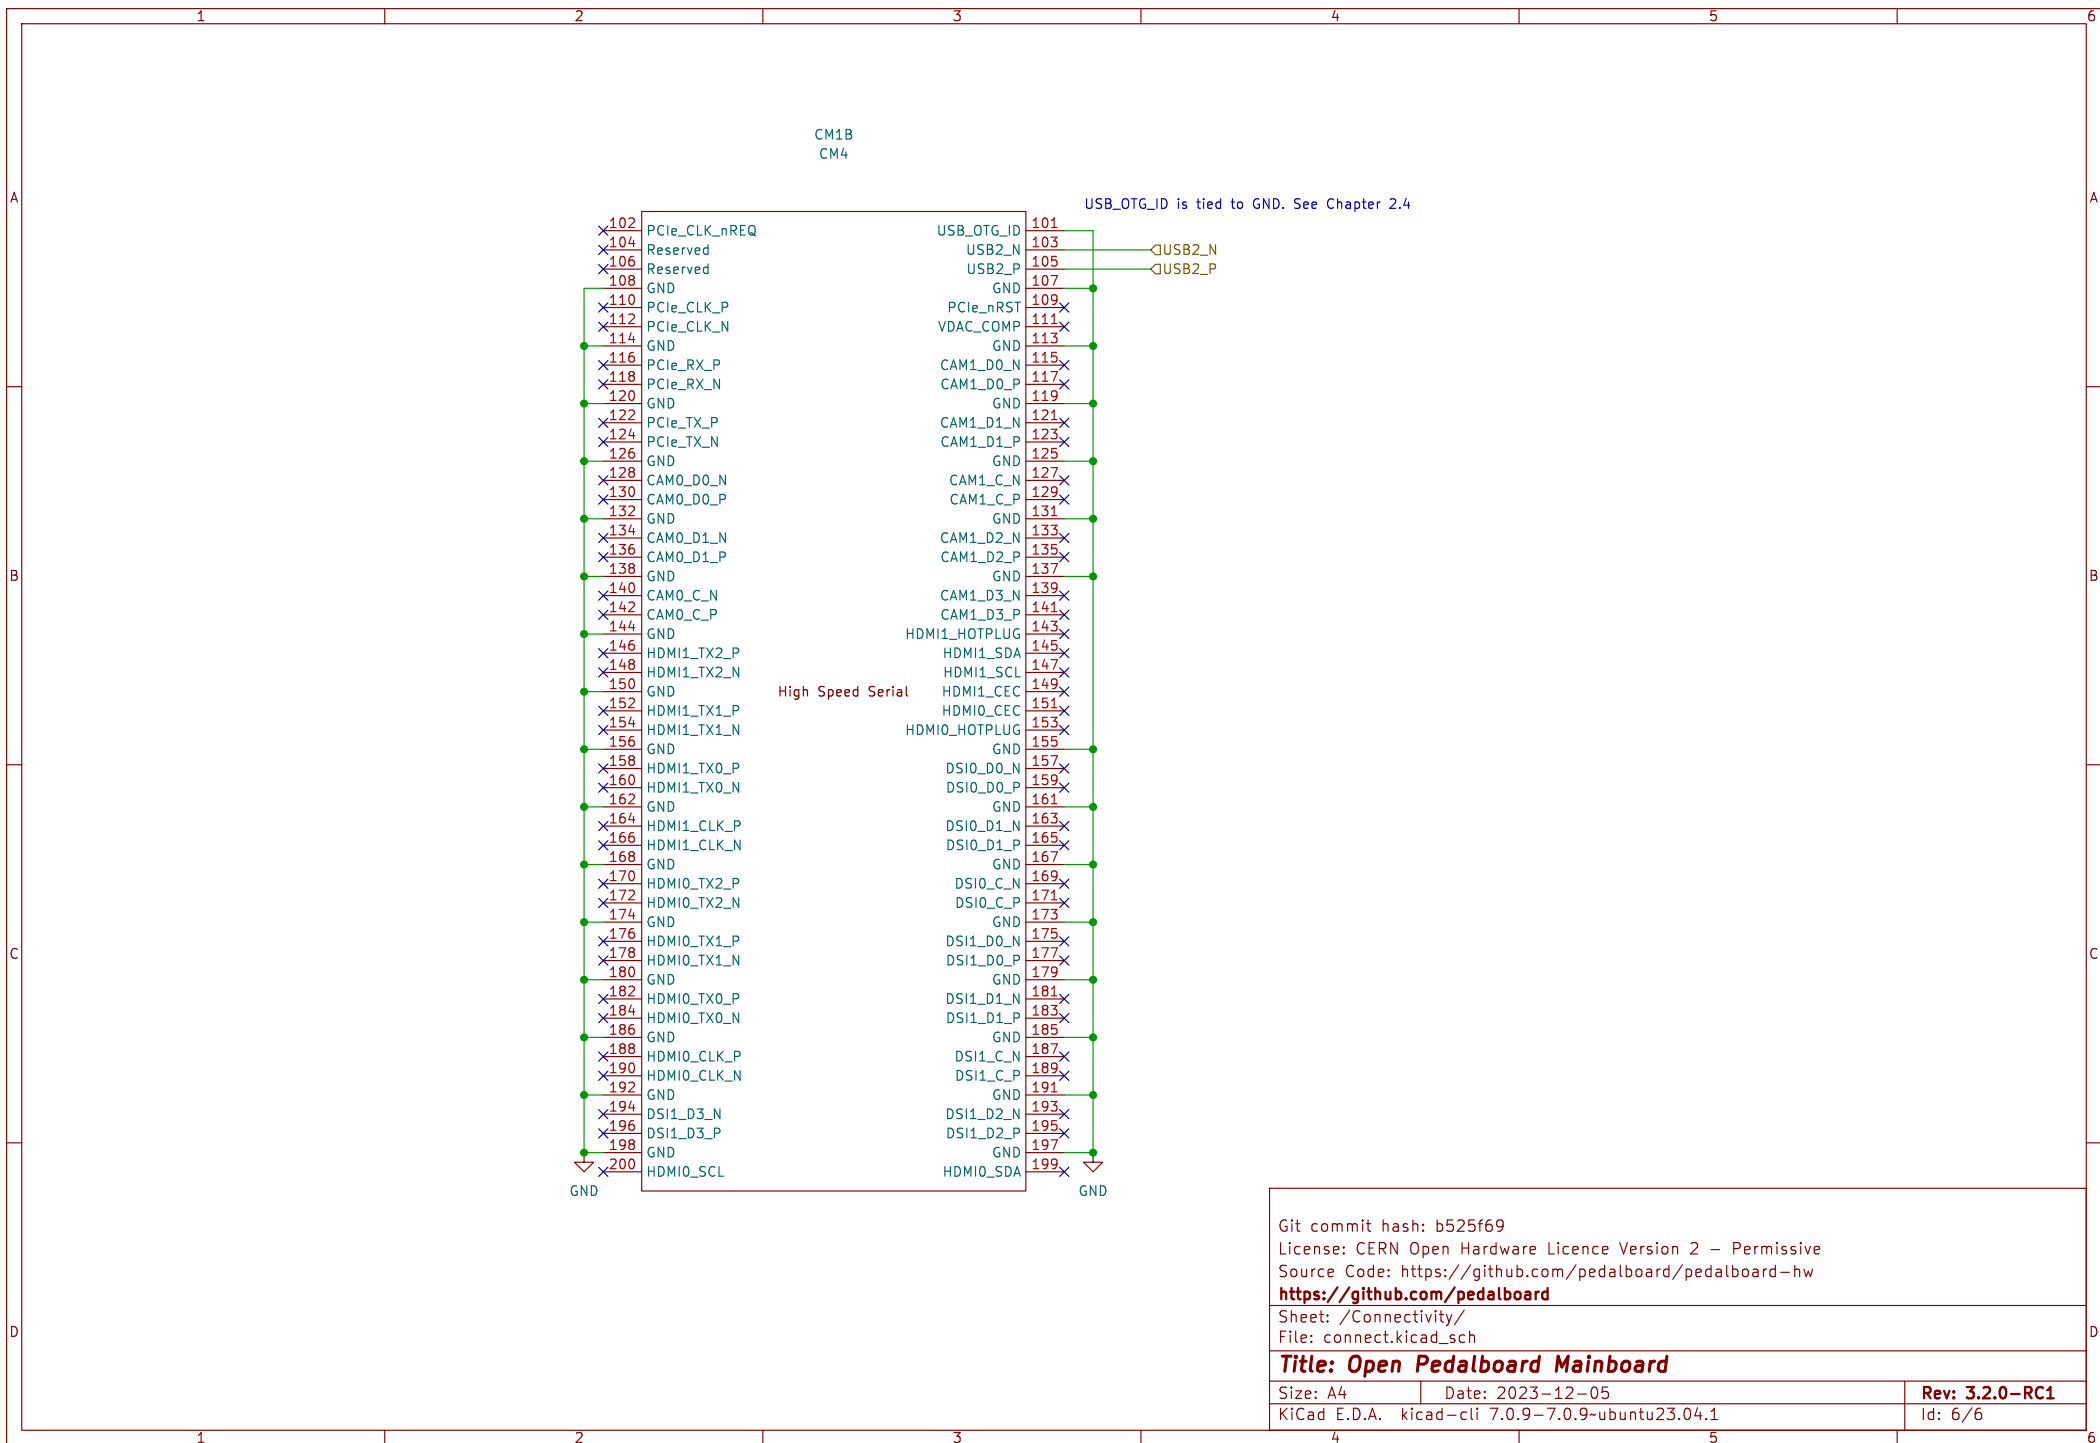 1 2 3 4 5 6
CM1B
CM4
A A
USB_OTG_ID is tied to GND. See Chapter 2.4
102 PCIe_CLK_nREQ USB_OTG_ID 101
104 Reserved USB2_N 103 USB2_N
106 Reserved USB2_P 105 USB2_P
108 GND GND 107
110 PCIe_CLK_P PCIe_nRST 109
112 PCIe_CLK_N VDAC_COMP 111
114 GND GND 113
116 PCIe_RX_P CAM1_D0_N 115
118 PCIe_RX_N CAM1_D0_P 117
120 GND GND 119
122 PCIe_TX_P CAM1_D1_N 121
124 PCIe_TX_N CAM1_D1_P 123
126 GND GND 125
128 CAM0_D0_N CAM1_C_N 127
130 CAM0_D0_P CAM1_C_P 129
132 GND GND 131
134 CAM0_D1_N CAM1_D2_N 133
136 CAM0_D1_P CAM1_D2_P 135
B 138 GND GND 137 B
140 CAM0_C_N CAM1_D3_N 139
142 CAM0_C_P CAM1_D3_P 141
144 GND HDMI1_HOTPLUG 143
146 HDMI1_TX2_P HDMI1_SDA 145
148 HDMI1_TX2_N HDMI1_SCL 147
150 GND High Speed Serial HDMI1_CEC 149
152 HDMI1_TX1_P HDMI0_CEC 151
154 HDMI1_TX1_N HDMI0_HOTPLUG 153
156 GND GND 155
158 HDMI1_TX0_P DSI0_D0_N 157
160 HDMI1_TX0_N DSI0_D0_P 159
162 GND GND 161
164 HDMI1_CLK_P DSI0_D1_N 163
166 HDMI1_CLK_N DSI0_D1_P 165
168 GND GND 167
170 HDMI0_TX2_P DSI0_C_N 169
172 HDMI0_TX2_N DSI0_C_P 171
174 GND GND 173
176 HDMI0_TX1_P DSI1_D0_N 175
C 178 HDMI0_TX1_N DSI1_D0_P 177 C
180 GND GND 179
182 HDMI0_TX0_P DSI1_D1_N 181
184 HDMI0_TX0_N DSI1_D1_P 183
186 GND GND 185
188 HDMI0_CLK_P DSI1_C_N 187
190 HDMI0_CLK_N DSI1_C_P 189
192 GND GND 191
194 DSI1_D3_N DSI1_D2_N 193
196 DSI1_D3_P DSI1_D2_P 195
198 GND GND 197
200 HDMI0_SCL HDMI0_SDA 199
GND GND
Git commit hash: b525f69
License: CERN Open Hardware Licence Version 2 - Permissive
Source Code: https://github.com/pedalboard/pedalboard-hw
https://github.com/pedalboard
Sheet: /Connectivity/
D D
File: connect.kicad_sch
Title: Open Pedalboard Mainboard
Size: A4 Date: 2023-12-05 Rev: 3.2.0-RC1
KiCad E.D.A. kicad-cli 7.0.9-7.0.9~ubuntu23.04.1 Id: 6/6
1 2 3 4 5 6